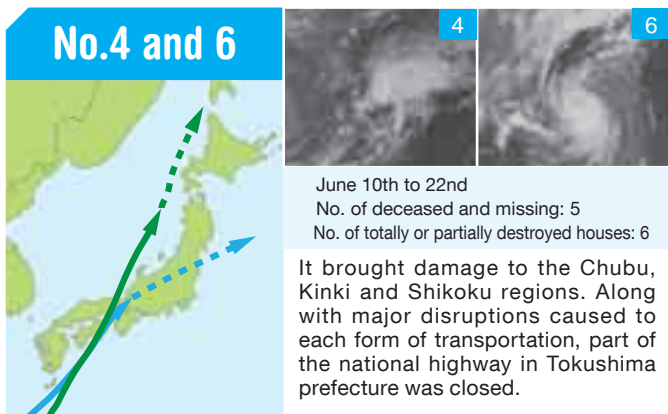 No.4 and 6
4
6
June 10th to 22nd
No. of deceased and missing: 5
No. of totally or partially destroyed houses: 6
It brought damage to the Chubu,
Kinki and Shikoku regions. Along
with major disruptions caused to
each form of transportation, part of
the national highway in Tokushima
prefecture was closed.